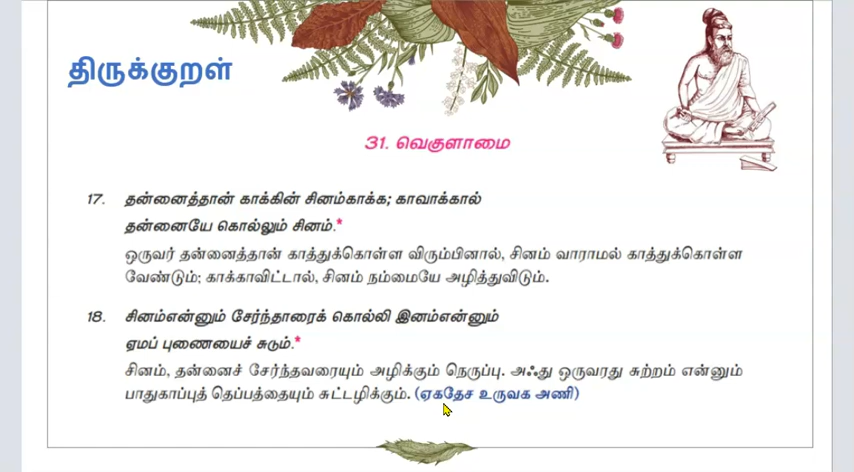 திருக்குறள்
31. வெகுளாமை
17. தன்னைத்தான் காக்கின் சினம்காக்க; காவாக்கால்
தன்னையே கொல்லும் சினம்.*
ஒருவர் தன்னைத்தான் காத்துக்கொள்ள விரும்பினால், சினம் வாராமல் காத்துக்கொள்ள
வேண்டும்; காக்காவிட்டால், சினம் நம்மையே அழித்துவிடும்.
18. சினம்என்னும் சேர்ந்தாரைக் கொல்லி இனம்என்னும்
ஏமப் புணையைச் சுடும்.*
சினம், தன்னைச் சேர்ந்தவரையும் அழிக்கும் நெருப்பு. அஃது ஒருவரது சுற்றம் என்னும்
பாதுகாப்புத் தெப்பத்தையும் சுட்டழிக்கும். (ஏகதேச உருவக அணி)